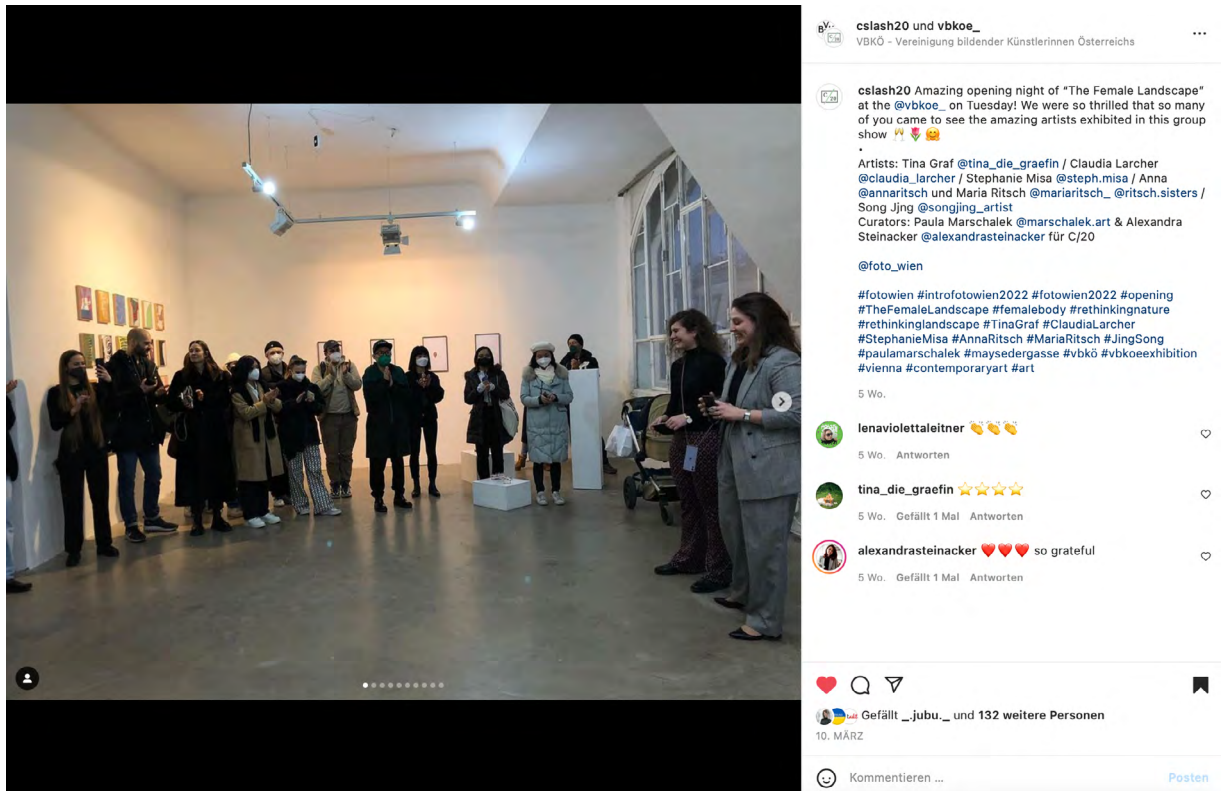 cslash20 und vbkoe_
VBKÖ - Vereinigung bildender Künstlerinnen Österreichs
cslash20 Amazing opening night of “The Female Landscape”
at the @vbkoe_ on Tuesday! We were so thrilled that so many
of you came to see the amazing artists exhibited in this group
show 🥂 🌷 🤗
•
Artists: Tina Graf @tina_die_graefin / Claudia Larcher
@claudia_larcher / Stephanie Misa @steph.misa / Anna
@annaritsch und Maria Ritsch @mariaritsch_ @ritsch.sisters /
Song Jjng @songjing_artist
Curators: Paula Marschalek @marschalek.art & Alexandra
Steinacker @alexandrasteinacker für C/20
@foto_wien
#fotowien #introfotowien2022 #fotowien2022 #opening
#TheFemaleLandscape #femalebody #rethinkingnature
#rethinkinglandscape #TinaGraf #ClaudiaLarcher
#StephanieMisa #AnnaRitsch #MariaRitsch #JingSong
#paulamarschalek #maysedergasse #vbkö #vbkoeexhibition
#vienna #contemporaryart #art
5 Wo.
lenaviolettaleitner 👏👏👏
5 Wo. Antworten
tina_die_graefin ⭐⭐⭐⭐
5 Wo. Gefällt 1 Mal Antworten
alexandrasteinacker ❤️❤️❤️ so grateful
5 Wo. Gefällt 1 Mal Antworten
Gefällt _.jubu._ und 132 weitere Personen
10. MÄRZ
Kommentieren ...
Posten